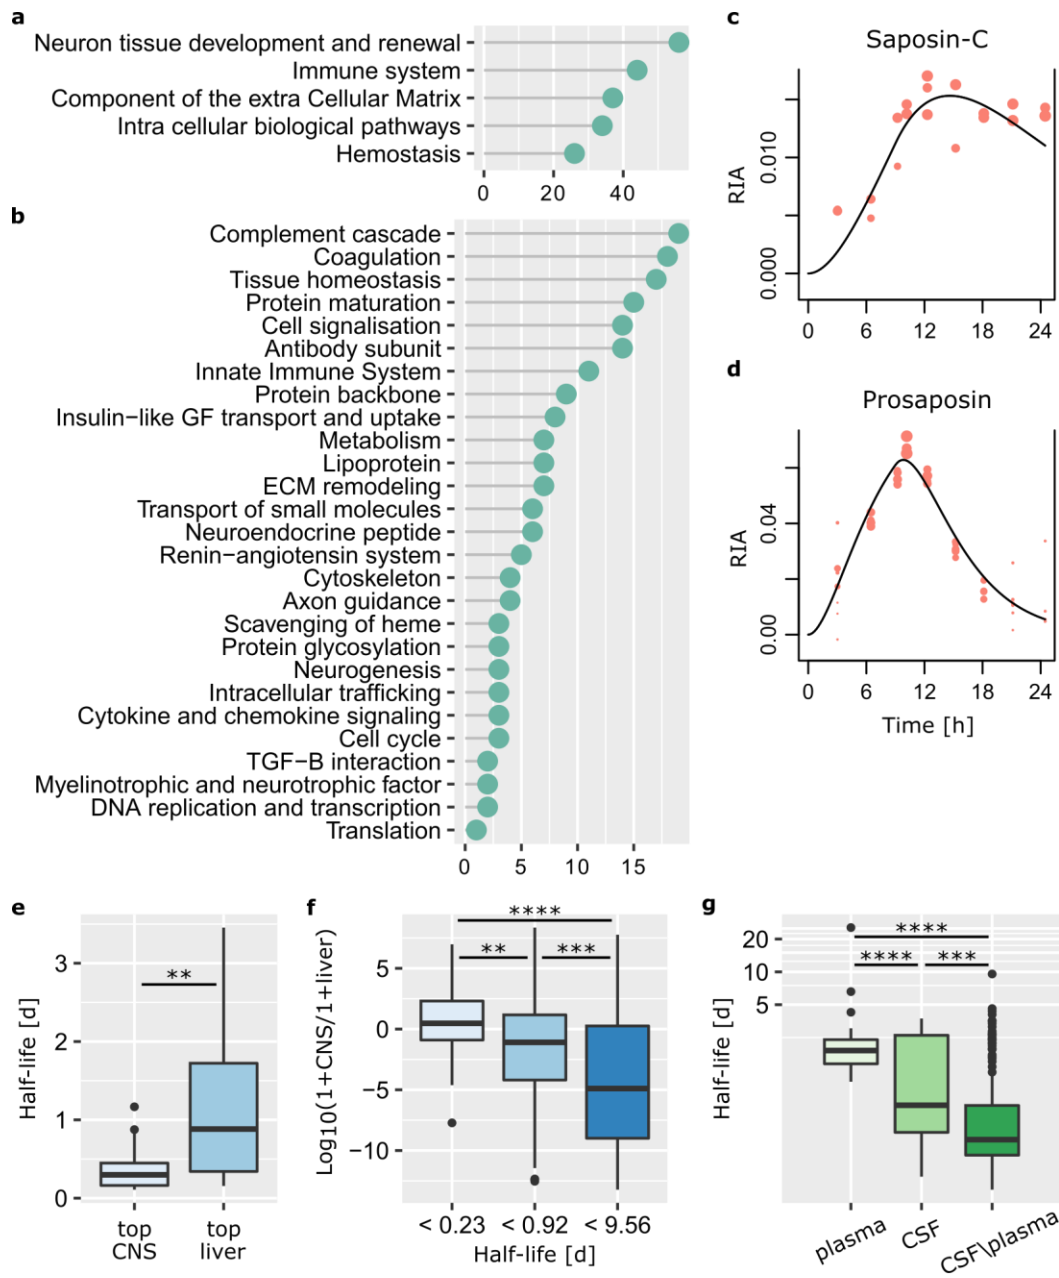 a
Neuron tissue development and renewal
Immune system
Component of the extra Cellular Matrix
Intra cellular biological pathways
Hemostasis
0 20 40
b
Complement cascade
Coagulation
Tissue homeostasis
Protein maturation
Cell signalisation
Antibody subunit
Innate Immune System
Protein backbone
Insulin−like GF transport and uptake
Metabolism
Lipoprotein
ECM remodeling
Transport of small molecules
Neuroendocrine peptide
Renin−angiotensin system
Cytoskeleton
Axon guidance
Scavenging of heme
Protein glycosylation
Neurogenesis
Intracellular trafficking
Cytokine and chemokine signaling
Cell cycle
TGF−B interaction
Myelinotrophic and neurotrophic factor
DNA replication and transcription
Translation
0 5 10 15
c
Saposin-C
RIA
0.010
0.000
0 6 12 18 24
d
Prosaposin
RIA
0.04
0.00
0 6 12 18 24
Time [h]
e
Half-life [d]
3
2
1
0
**
top CNS
top liver
f
Log10(1+CNS/1+liver)
5
0
−5
−10
****
** ***
< 0.23 < 0.92 < 9.56
Half-life [d]
g
Half-life [d]
20
10
5
****
**** ***
plasma
CSF
CSF\plasma